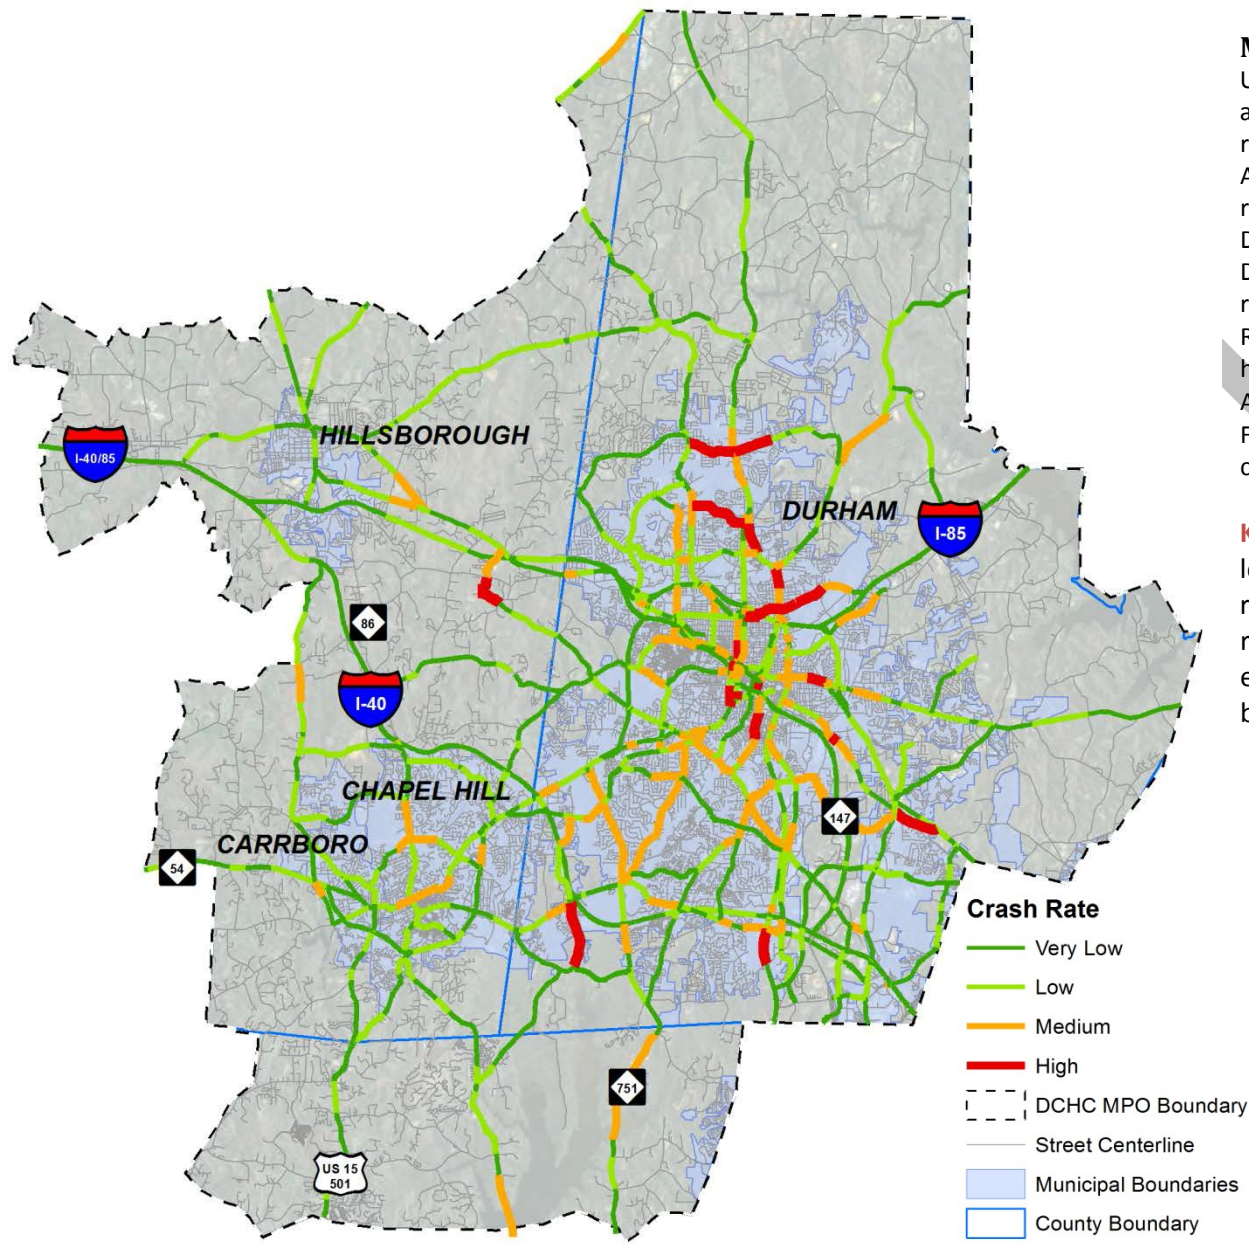 HILLSBOROUGH
I-40/85
DURHAM
I-85
86
I-40
CHAPEL HILL
CARRBORO
147
54
751
US 15
501
Crash Rate
Very Low
Low
Medium
High
DCHC MPO Boundary
Street Centerline
Municipal Boundaries
County Boundary